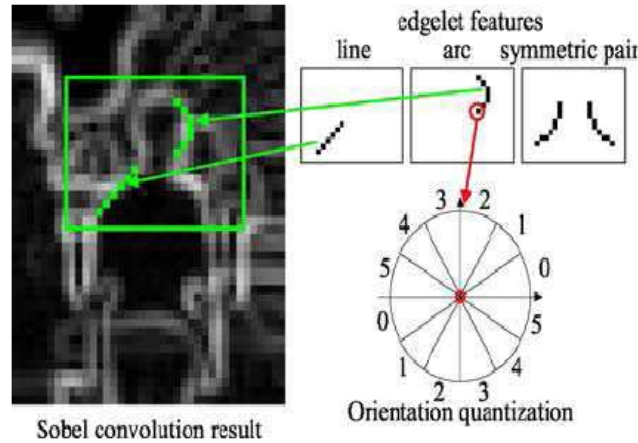 edgelet features
line arc symmetric pair
3 2
4 1
5 0
0 5
1 4
2 3
Orientation quantization
Sobel convolution result